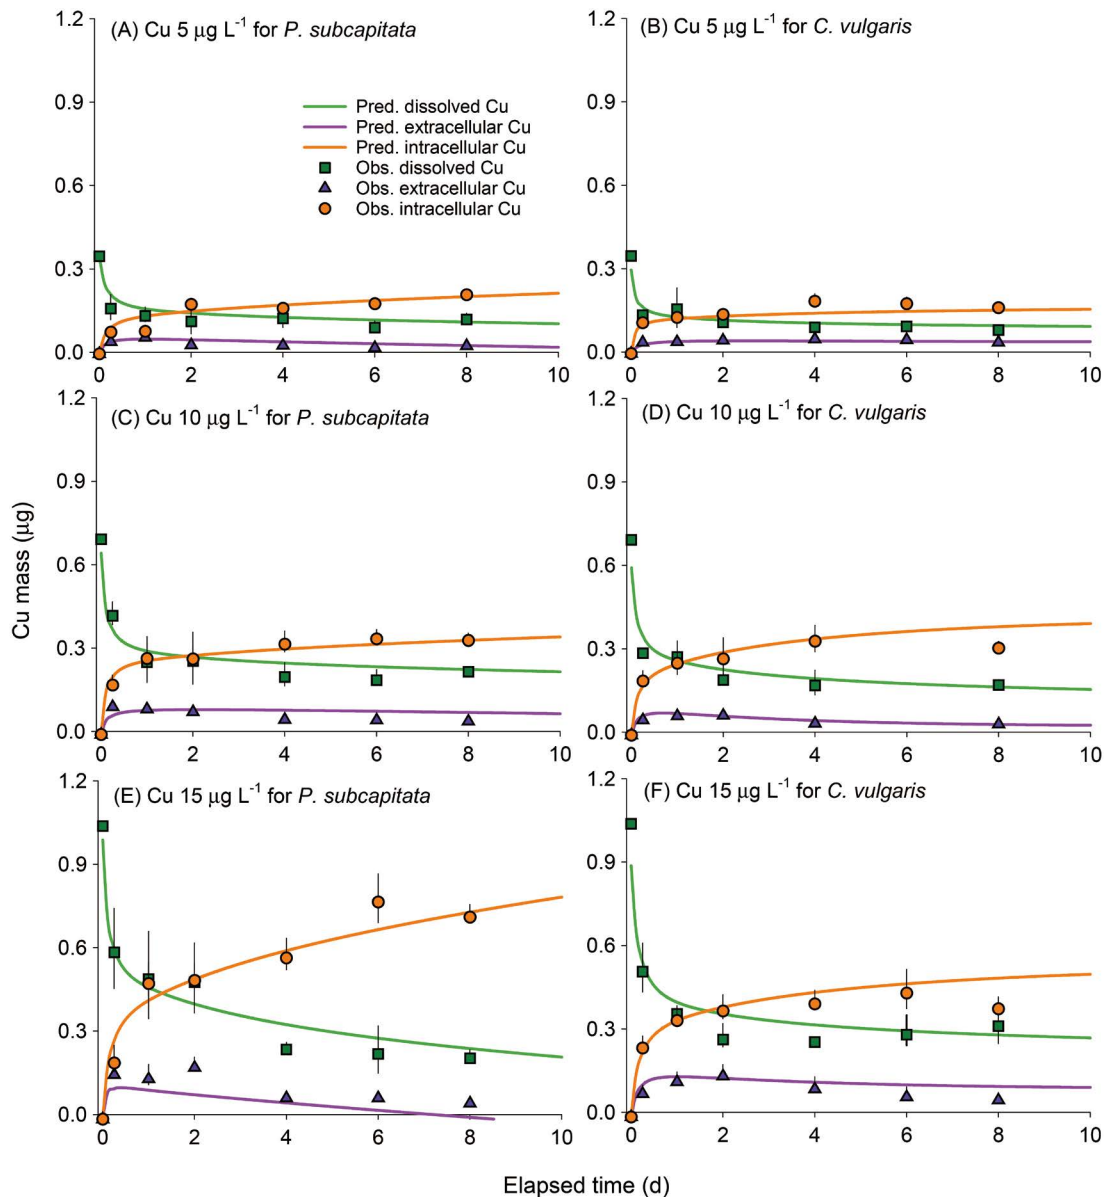 1.2
(A) Cu 5 μg L⁻¹ for P. subcapitata
0.9
Pred. dissolved Cu
Pred. extracellular Cu
Pred. intracellular Cu
Obs. dissolved Cu
Obs. extracellular Cu
Obs. intracellular Cu
0.6
0.3
0.0
0 2 4 6 8 10
1.2
(B) Cu 5 μg L⁻¹ for C. vulgaris
0.9
0.6
0.3
0.0
0 2 4 6 8 10
1.2
(C) Cu 10 μg L⁻¹ for P. subcapitata
0.9
0.6
0.3
0.0
0 2 4 6 8 10
1.2
(D) Cu 10 μg L⁻¹ for C. vulgaris
0.9
0.6
0.3
0.0
0 2 4 6 8 10
Cu mass (μg)
1.2
(E) Cu 15 μg L⁻¹ for P. subcapitata
0.9
0.6
0.3
0.0
0 2 4 6 8 10
1.2
(F) Cu 15 μg L⁻¹ for C. vulgaris
0.9
0.6
0.3
0.0
0 2 4 6 8 10
Elapsed time (d)